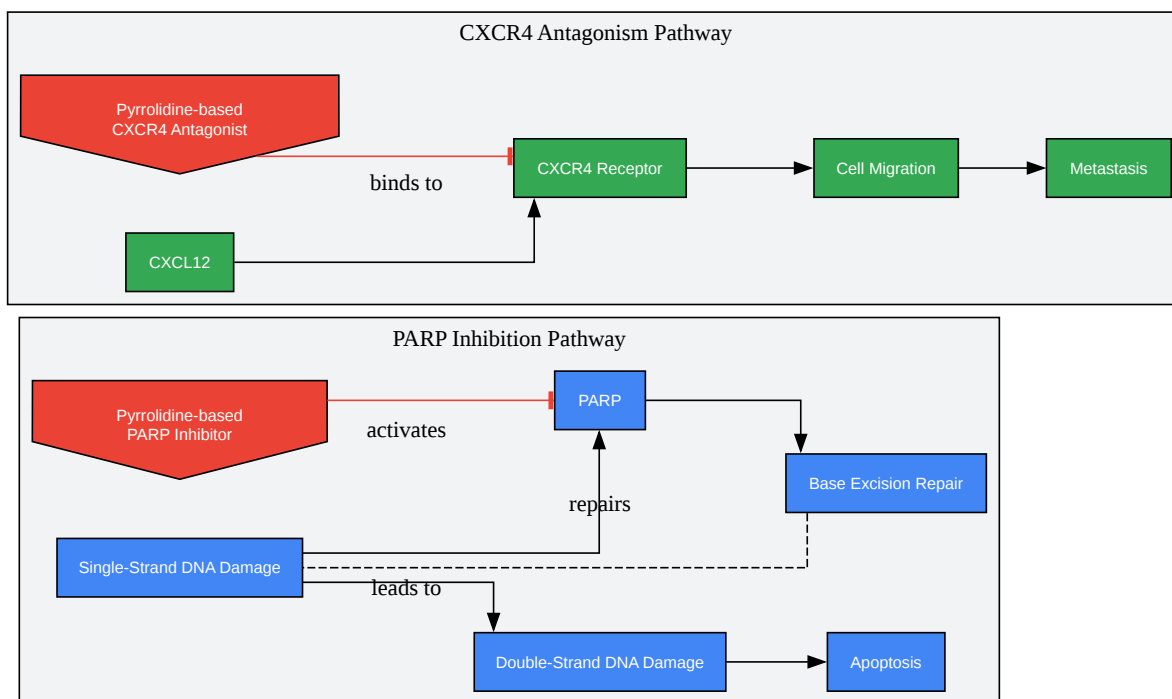 CXCR4 Antagonism Pathway
Pyrrolidine-based
CXCR4 Antagonist
binds to
CXCR4 Receptor
Cell Migration
Metastasis
CXCL12
PARP Inhibition Pathway
Pyrrolidine-based
PARP Inhibitor
activates
PARP
Base Excision Repair
repairs
Single-Strand DNA Damage
leads to
Double-Strand DNA Damage
Apoptosis